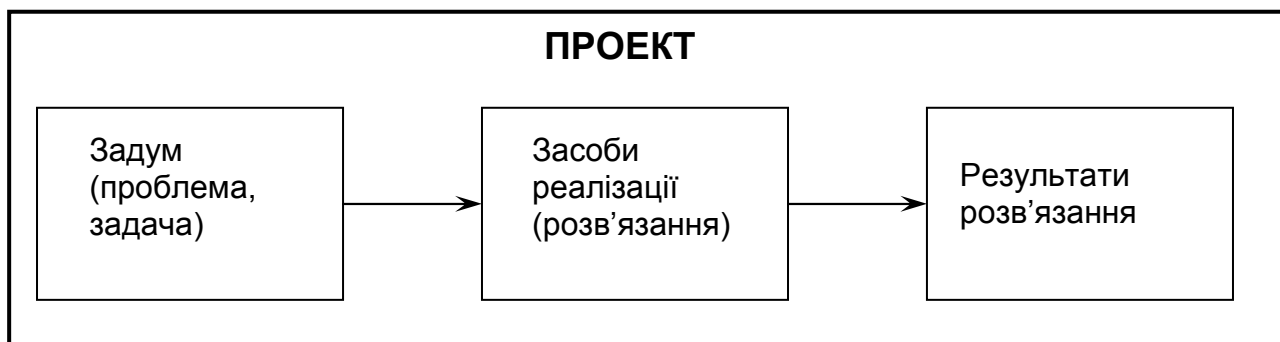 ПРОЕКТ
Задум
(проблема,
задача)
Засоби
реалізації
(розв’язання)
Результати
розв’язання